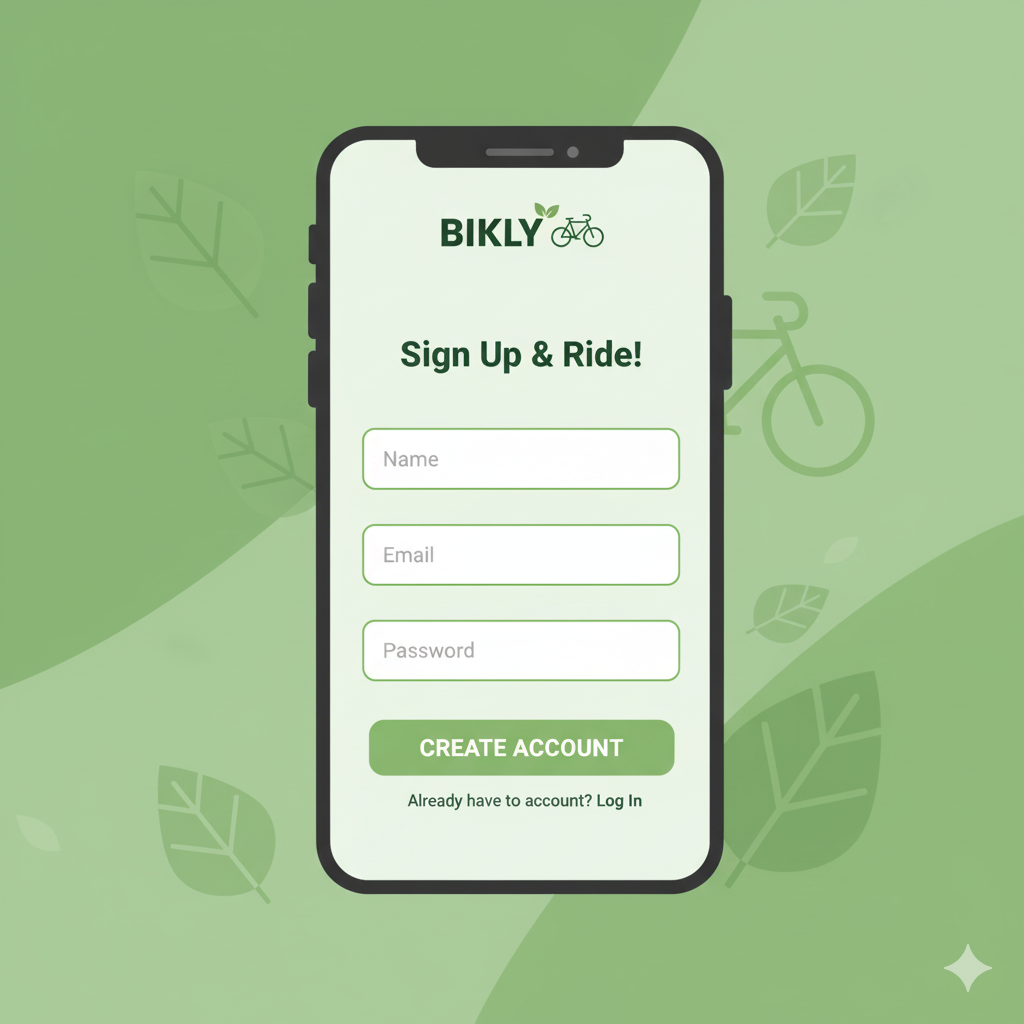 BIKLY
Sign Up & Ride!
Name
Email
Password
CREATE ACCOUNT
Already have to account? Log In